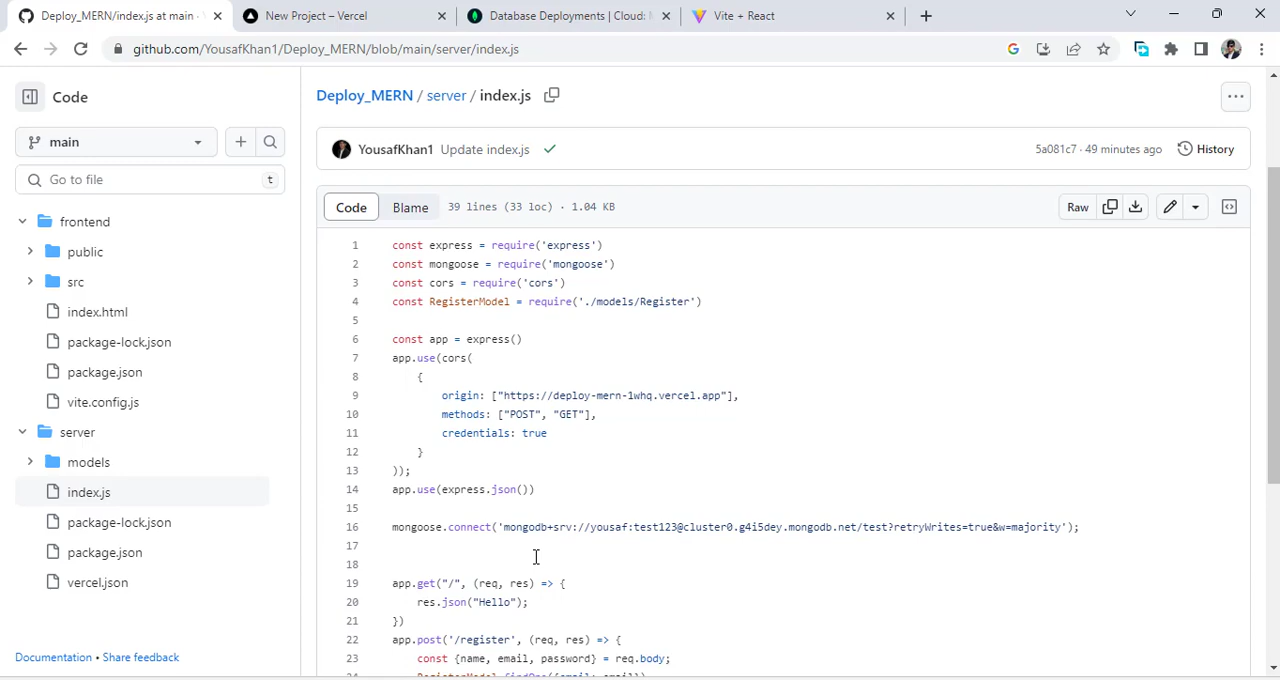 Deploy_MERN/index.js at main ·
New Project – Vercel
Database Deployments | Cloud: M
Vite + React
github.com/YousafKhan1/Deploy_MERN/blob/main/server/index.js
Code
Deploy_MERN / server / index.js
main
YousafKhan1 Update index.js
5a081c7 · 49 minutes ago
History
Go to file
t
Code
Blame
39 lines (33 loc) · 1.04 KB
Raw
frontend
public
src
index.html
package-lock.json
package.json
vite.config.js
server
models
index.js
package-lock.json
package.json
vercel.json
Documentation • Share feedback
1 const express = require('express')
2 const mongoose = require('mongoose')
3 const cors = require('cors')
4 const RegisterModel = require('./models/Register')
5
6 const app = express()
7 app.use(cors(
8 {
9 origin: ["https://deploy-mern-1whq.vercel.app"],
10 methods: ["POST", "GET"],
11 credentials: true
12 }
13 ));
14 app.use(express.json())
15
16 mongoose.connect('mongodb+srv://yousaf:test123@cluster0.g4i5dey.mongodb.net/test?retryWrites=true&w=majority');
17
18
19 app.get("/", (req, res) => {
20 res.json("Hello");
21 })
22 app.post('/register', (req, res) => {
23 const {name, email, password} = req.body;